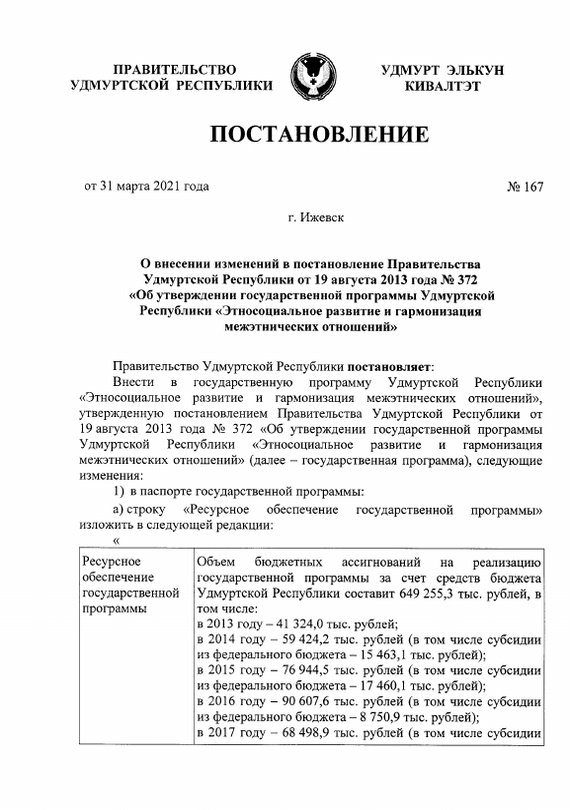 ПРАВИТЕЛЬСТВО
УДМУРТСКОЙ РЕСПУБЛИКИ
УДМУРТ ЭЛЬКУН
КИВАЛТЭТ
ПОСТАНОВЛЕНИЕ
от 31 марта 2021 года
№ 167
г. Ижевск
О внесении изменений в постановление Правительства
Удмуртской Республики от 19 августа 2013 года № 372
«Об утверждении государственной программы Удмуртской
Республики «Этносоциальное развитие и гармонизация
межэтнических отношений»
Правительство Удмуртской Республики постановляет:
Внести в государственную программу Удмуртской Республики
«Этносоциальное развитие и гармонизация межэтнических отношений»,
утвержденную постановлением Правительства Удмуртской Республики от
19 августа 2013 года № 372 «Об утверждении государственной программы
Удмуртской Республики «Этносоциальное развитие и гармонизация
межэтнических отношений» (далее – государственная программа), следующие
изменения:
1) в паспорте государственной программы:
а) строку «Ресурсное обеспечение государственной программы»
изложить в следующей редакции:
«
Ресурсное
обеспечение
государственной
программы
Объем бюджетных ассигнований на реализацию
государственной программы за счет средств бюджета
Удмуртской Республики составит 649 255,3 тыс. рублей, в
том числе:
в 2013 году – 41 324,0 тыс. рублей;
в 2014 году – 59 424,2 тыс. рублей (в том числе субсидии
из федерального бюджета – 15 463,1 тыс. рублей);
в 2015 году – 76 944,5 тыс. рублей (в том числе субсидии
из федерального бюджета – 17 460,1 тыс. рублей);
в 2016 году – 90 607,6 тыс. рублей (в том числе субсидии
из федерального бюджета – 8 750,9 тыс. рублей);
в 2017 году – 68 498,9 тыс. рублей (в том числе субсидии